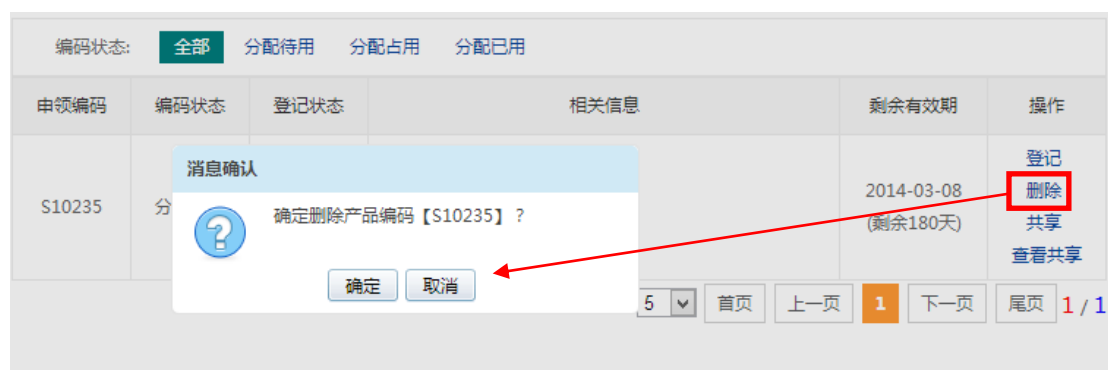 编码状态: 全部 分配待用 分配占用 分配已用
申领编码 编码状态 登记状态 相关信息 剩余有效期 操作
登记
消息确认
S10235 分 确定删除产品编码【S10235】? 2014-03-08 删除
(剩余180天) 共享
查看共享
确定 取消
5 首页 上一页 1 下一页 尾页 1 / 1